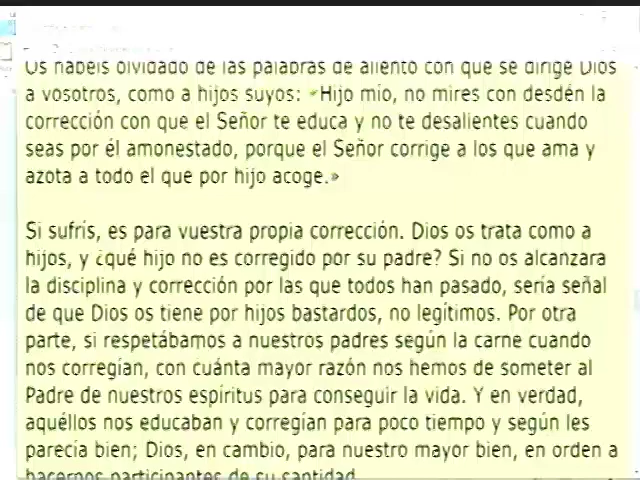 Os habéis olvidado de las palabras de aliento con que se dirige Dios
a vosotros, como a hijos suyos: «Hijo mío, no mires con desdén la
corrección con que el Señor te educa y no te desalientes cuando
seas por él amonestado, porque el Señor corrige a los que ama y
azota a todo el que por hijo acoge.»
Si sufrís, es para vuestra propia corrección. Dios os trata como a
hijos, y ¿qué hijo no es corregido por su padre? Si no os alcanzara
la disciplina y corrección por las que todos han pasado, sería señal
de que Dios os tiene por hijos bastardos, no legítimos. Por otra
parte, si respetábamos a nuestros padres según la carne cuando
nos corregían, con cuánta mayor razón nos hemos de someter al
Padre de nuestros espíritus para conseguir la vida. Y en verdad,
aquéllos nos educaban y corregían para poco tiempo y según les
parecía bien; Dios, en cambio, para nuestro mayor bien, en orden a
hacernos participantes de su santidad.